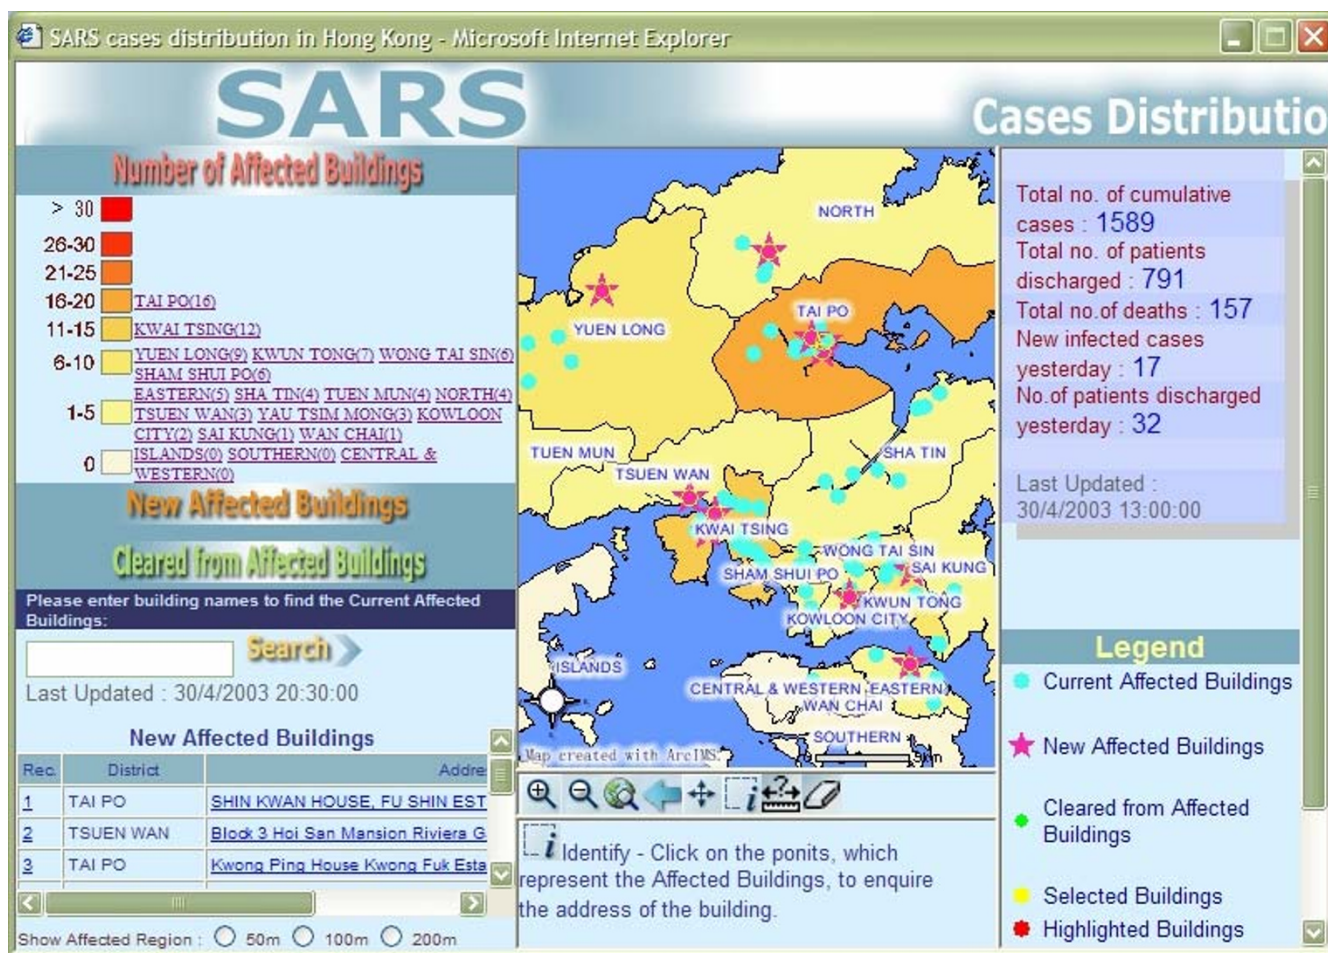 SARS cases distribution in Hong Kong - Microsoft Internet Explorer
SARS
Cases Distributio
Number of Affected Buildings
> 30
26-30
21-25
16-20 TAI PO(16)
11-15 KWAI TSING(12)
6-10 YUEN LONG(9) KWUN TONG(7) WONG TAI SIN(6)
SHAM SHUI PO(6)
EASTERN(5) SHA TIN(4) TUEN MUN(4) NORTH(4)
1-5 TSUEN WAN(3) YAU TSIM MONG(3) KOWLOON
CITY(2) SAI KUNG(1) WAN CHAI(1)
0 ISLANDS(0) SOUTHERN(0) CENTRAL &
WESTERN(0)
New Affected Buildings
Cleared from Affected Buildings
Please enter building names to find the Current Affected
Buildings:
Search
Last Updated : 30/4/2003 20:30:00
New Affected Buildings
Rec. District Addre
1 TAI PO SHIN KWAN HOUSE, FU SHIN EST
2 TSUEN WAN Block 3 Hoi San Mansion Riviera G
3 TAI PO Kwong Ping House Kwong Fuk Esta
Show Affected Region : 50m 100m 200m
NORTH
TAI PO
YUEN LONG
TUEN MUN
SHA TIN
TSUEN WAN
KWAI TSING
WONG TAI SIN
SHAM SHUI PO
SAI KUNG
KWUN TONG
KOWLOON CITY
ISLANDS
CENTRAL & WESTERN EASTERN
WAN CHAI
SOUTHERN
Map created with ArcIMS
Identify - Click on the ponits, which
represent the Affected Buildings, to enquire
the address of the building.
Total no. of cumulative
cases : 1589
Total no. of patients
discharged : 791
Total no.of deaths : 157
New infected cases
yesterday : 17
No.of patients discharged
yesterday : 32
Last Updated :
30/4/2003 13:00:00
Legend
Current Affected Buildings
New Affected Buildings
Cleared from Affected
Buildings
Selected Buildings
Highlighted Buildings